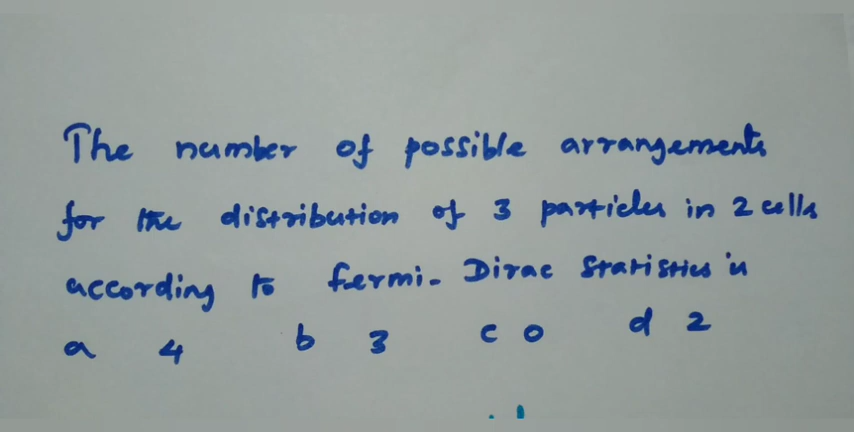 The number of possible arrangements
for the distribution of 3 particles in 2 cells
according to fermi- Dirac Statistics is
a 4 b 3 c 0 d 2